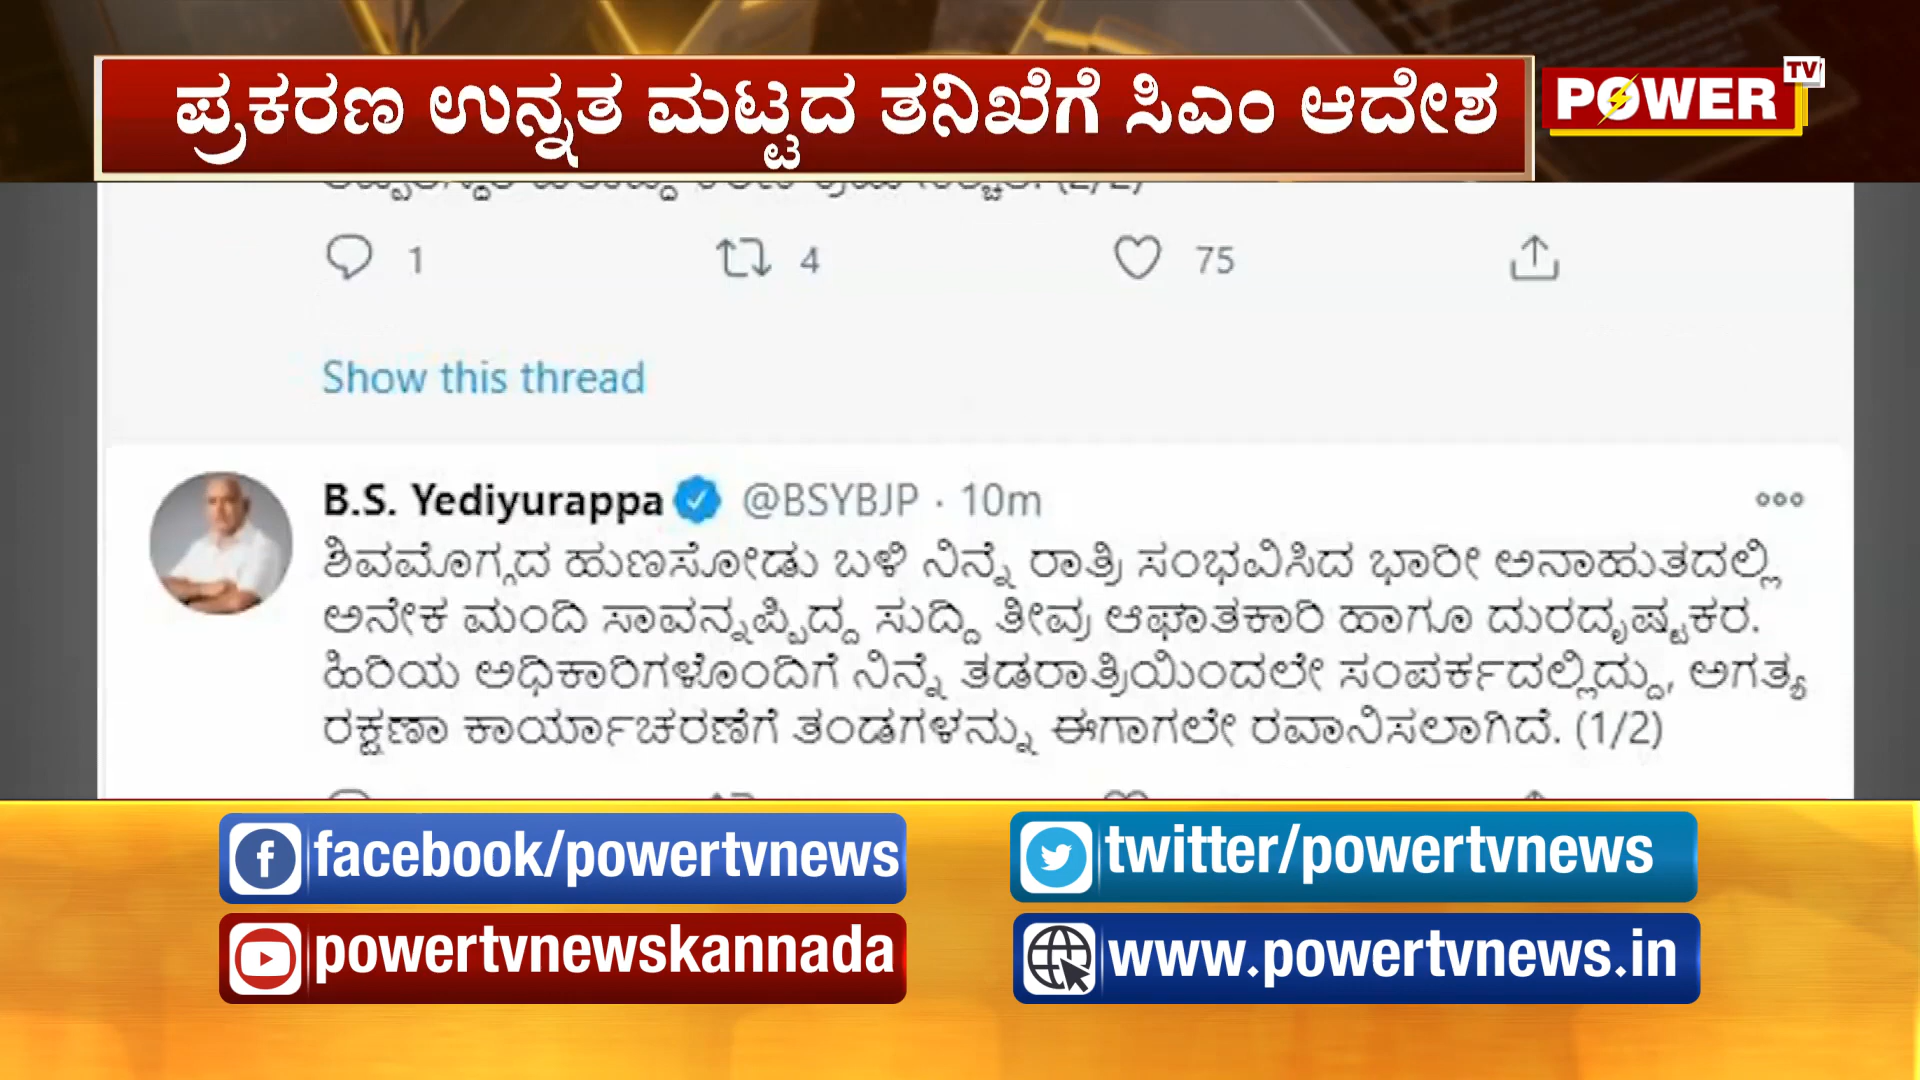 ಪ್ರಕರಣ ಉನ್ನತ ಮಟ್ಟದ ತನಿಖೆಗೆ ಸಿಎಂ ಆದೇಶ
POWER TV
(2/2)
1 4 75
Show this thread
B.S. Yediyurappa @BSYBJP · 10m
ಶಿವಮೊಗ್ಗದ ಹುಣಸೋಡು ಬಳಿ ನಿನ್ನೆ ರಾತ್ರಿ ಸಂಭವಿಸಿದ ಭಾರೀ ಅನಾಹುತದಲ್ಲಿ
ಅನೇಕ ಮಂದಿ ಸಾವನ್ನಪ್ಪಿದ್ದ ಸುದ್ದಿ ತೀವ್ರ ಆಘಾತಕಾರಿ ಹಾಗೂ ದುರದೃಷ್ಟಕರ.
ಹಿರಿಯ ಅಧಿಕಾರಿಗಳೊಂದಿಗೆ ನಿನ್ನೆ ತಡರಾತ್ರಿಯಿಂದಲೇ ಸಂಪರ್ಕದಲ್ಲಿದ್ದು, ಅಗತ್ಯ
ರಕ್ಷಣಾ ಕಾರ್ಯಾಚರಣೆಗೆ ತಂಡಗಳನ್ನು ಈಗಾಗಲೇ ರವಾನಿಸಲಾಗಿದೆ. (1/2)
facebook/powertvnews
twitter/powertvnews
powertvnewskannada
www.powertvnews.in